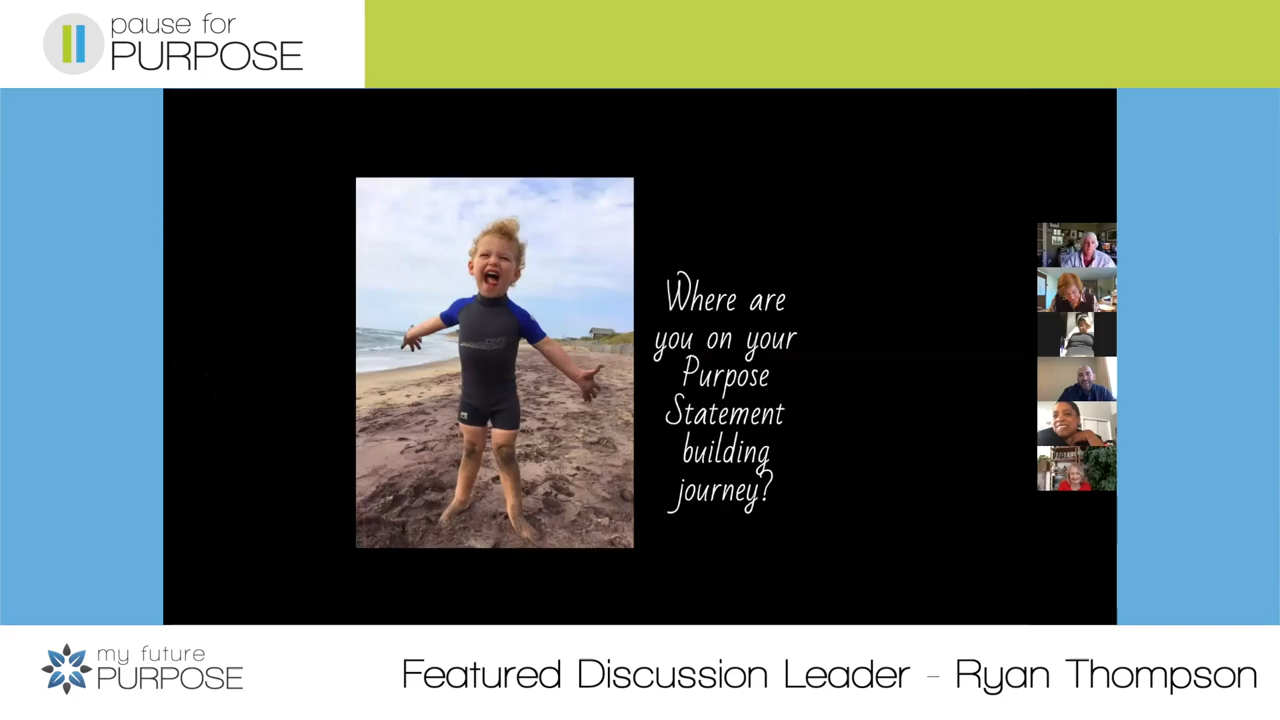 pause for
PURPOSE
Where are
you on your
Purpose
Statement
building
journey?
my future
PURPOSE
Featured Discussion Leader - Ryan Thompson